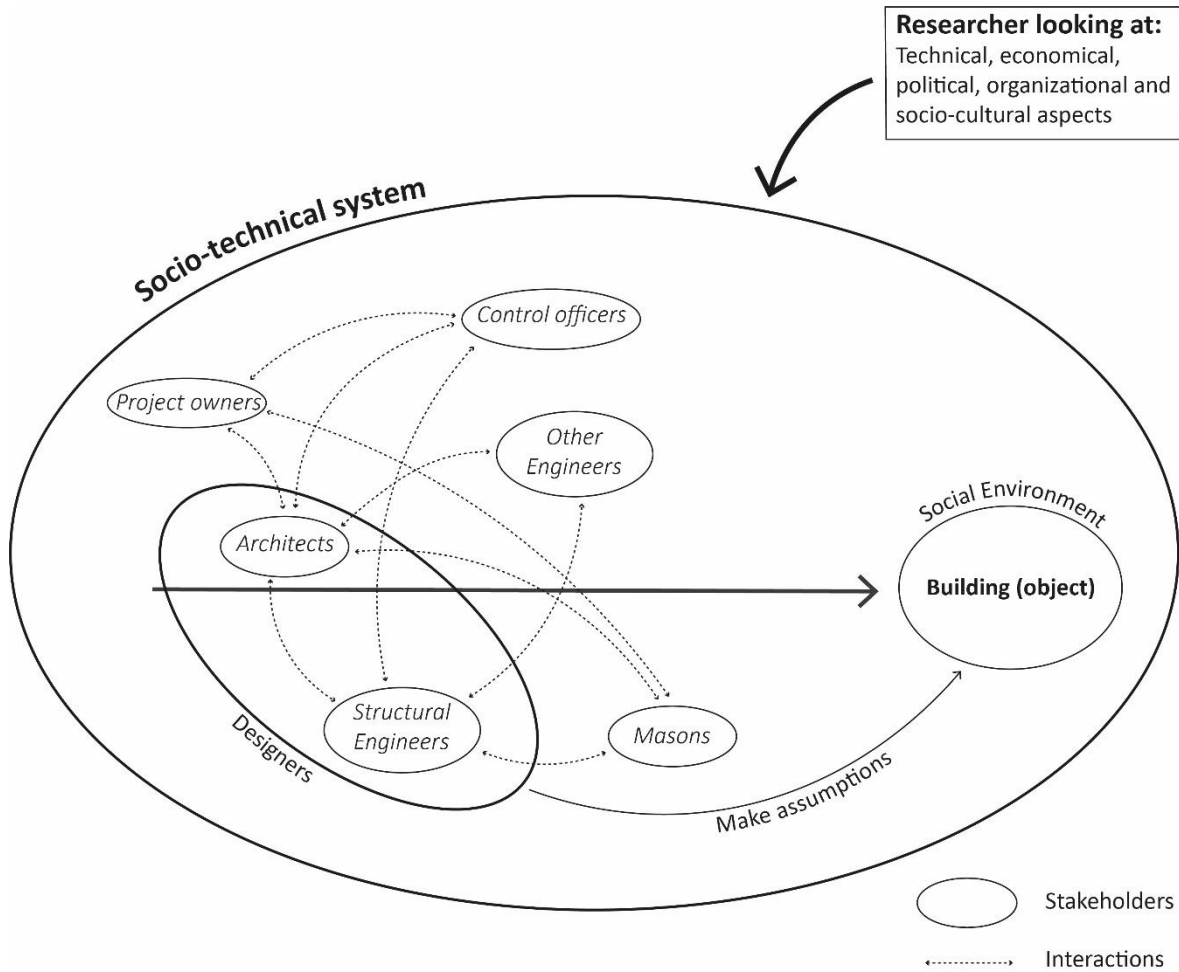 Researcher looking at:
Technical, economical,
political, organizational and
socio-cultural aspects
Socio-technical system
Control officers
Project owners
Other
Engineers
Social Environment
Architects
Building (object)
Structural
Engineers
Masons
Designers
Make assumptions
Stakeholders
Interactions